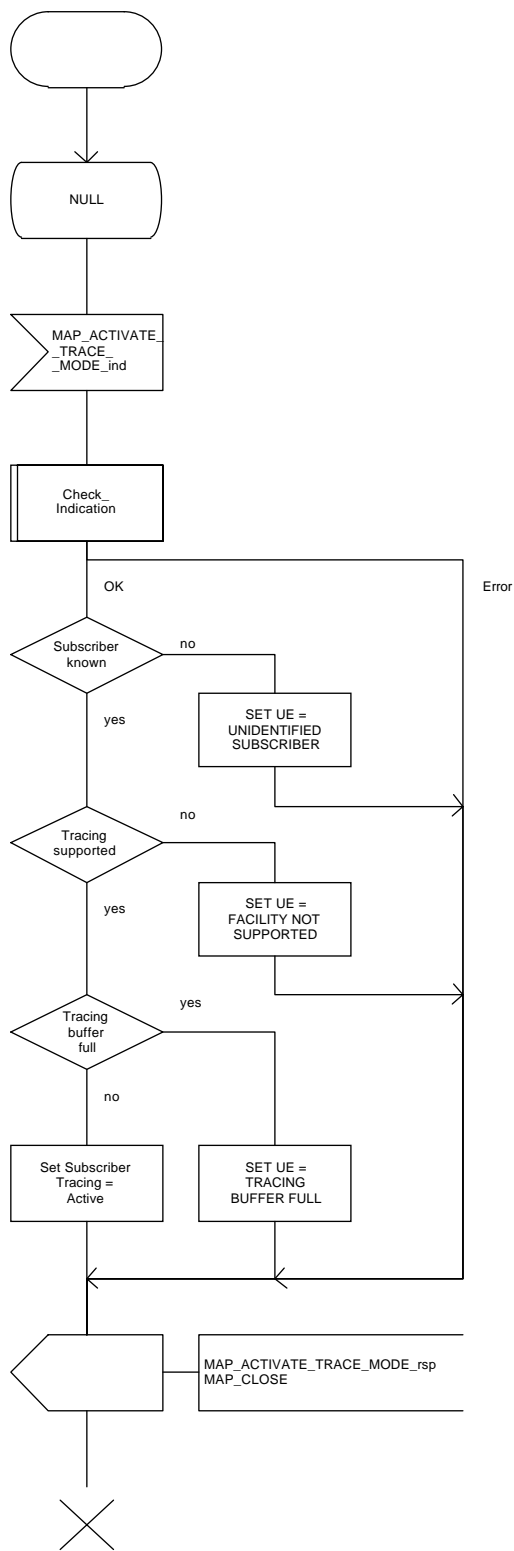 NULL
MAP_ACTIVATE_
_TRACE_
_MODE_ind
Check_
Indication
OK
Error
Subscriber
known
no
yes
SET UE =
UNIDENTIFIED
SUBSCRIBER
Tracing
supported
no
yes
SET UE =
FACILITY NOT
SUPPORTED
Tracing
buffer
full
yes
no
Set Subscriber
Tracing =
Active
SET UE =
TRACING
BUFFER FULL
MAP_ACTIVATE_TRACE_MODE_rsp
MAP_CLOSE